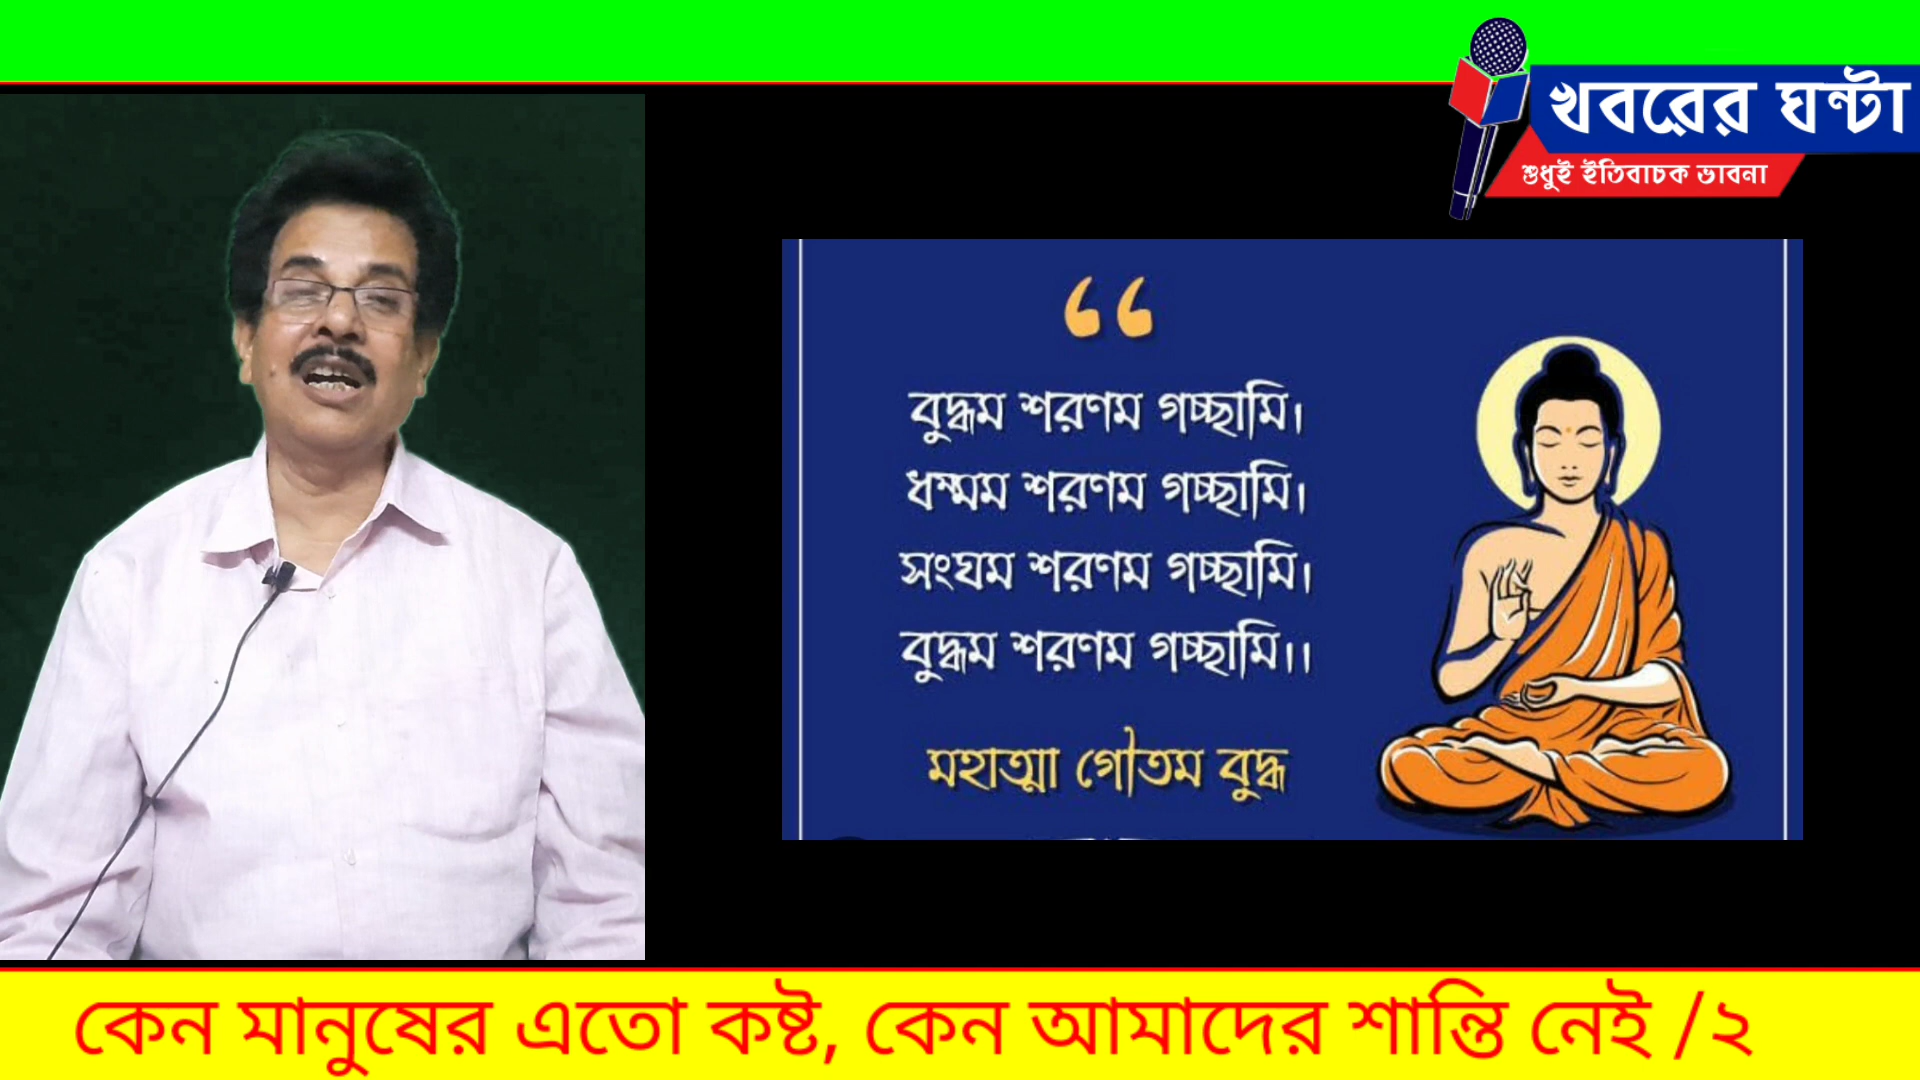 খবরের ঘন্টা
শুধুই ইতিবাচক ভাবনা
“
বুদ্ধম শরণম গচ্ছামি।
ধম্মম শরণম গচ্ছামি।
সংঘম শরণম গচ্ছামি।
বুদ্ধম শরণম গচ্ছামি।।
মহাত্মা গৌতম বুদ্ধ
কেন মানুষের এতো কষ্ট, কেন আমাদের শান্তি নেই /২